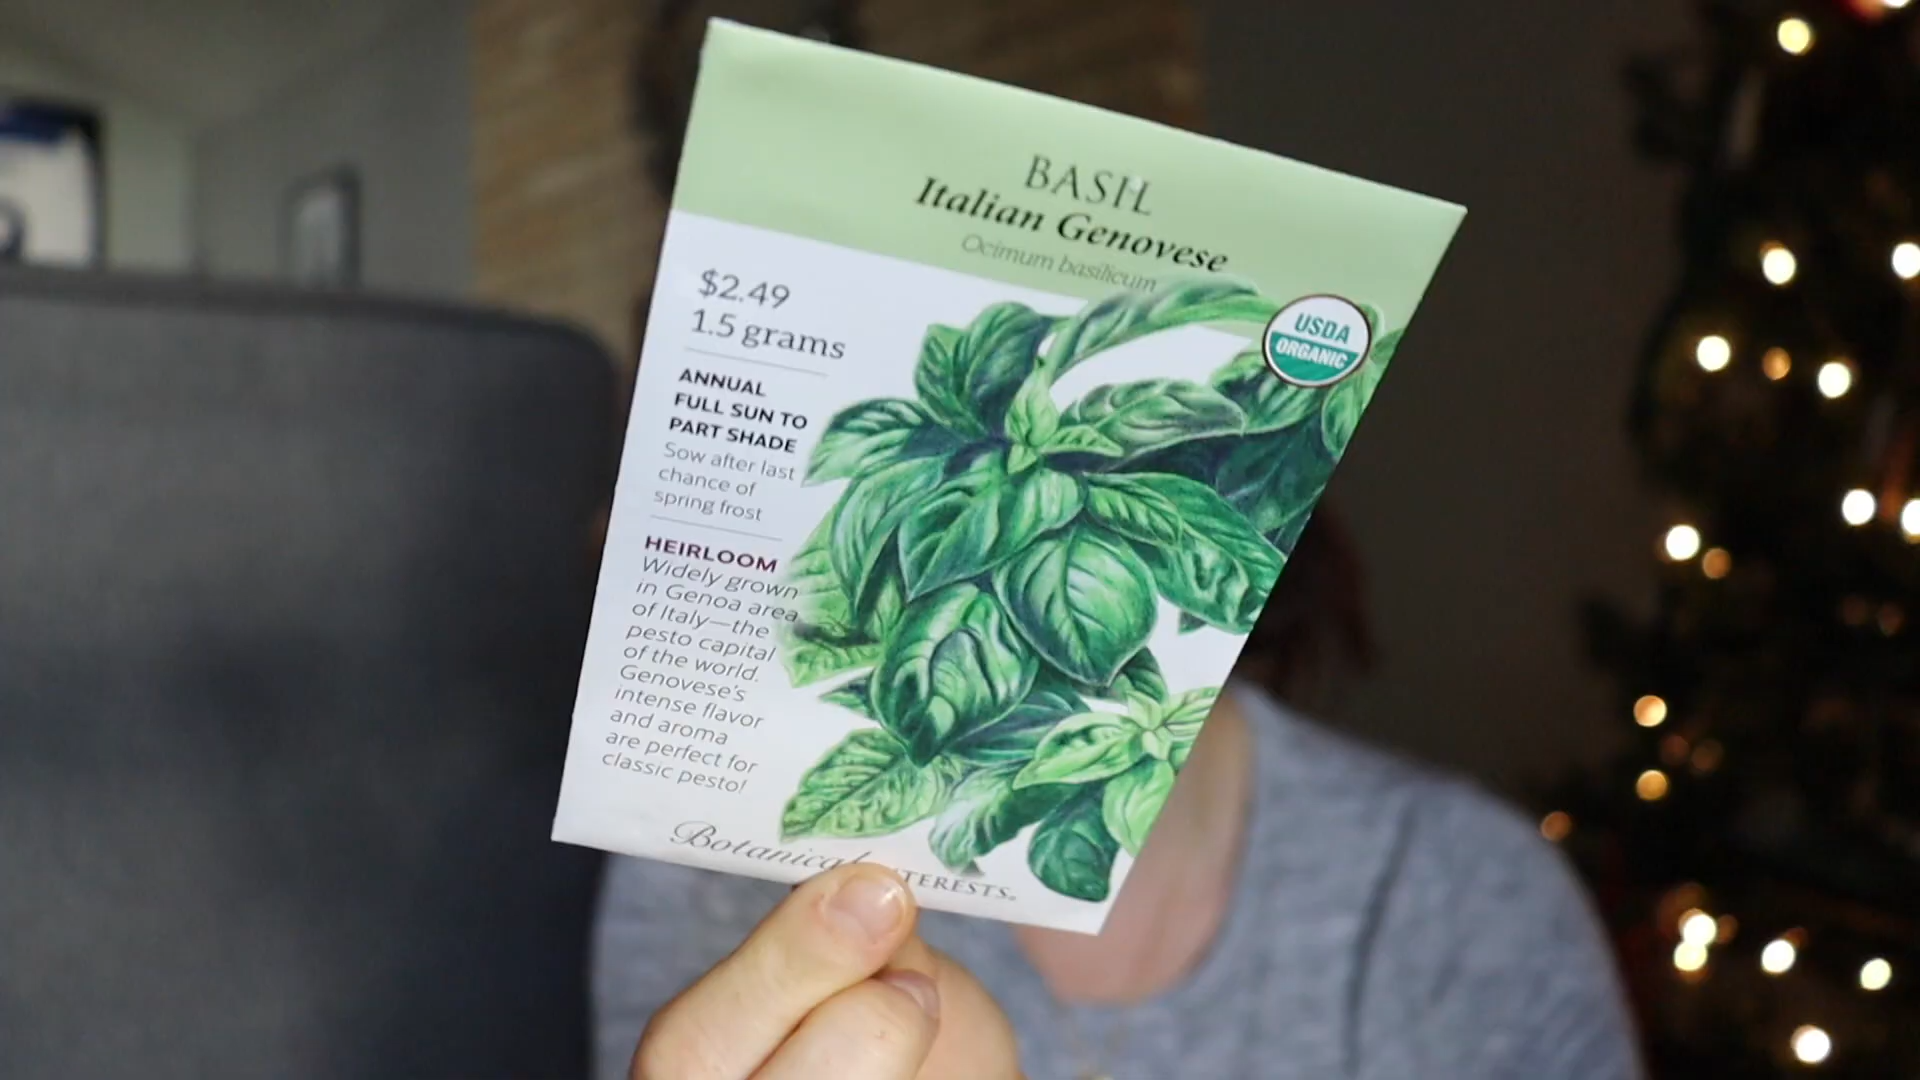 BASIL
Italian Genovese
Ocimum basilicum
$2.49
1.5 grams
USDA
ORGANIC
ANNUAL
FULL SUN TO
PART SHADE
Sow after last
chance of
spring frost
HEIRLOOM
Widely grown
in Genoa area
of Italy—the
pesto capital
of the world.
Genovese's
intense flavor
and aroma
are perfect for
classic pesto!
Botanical